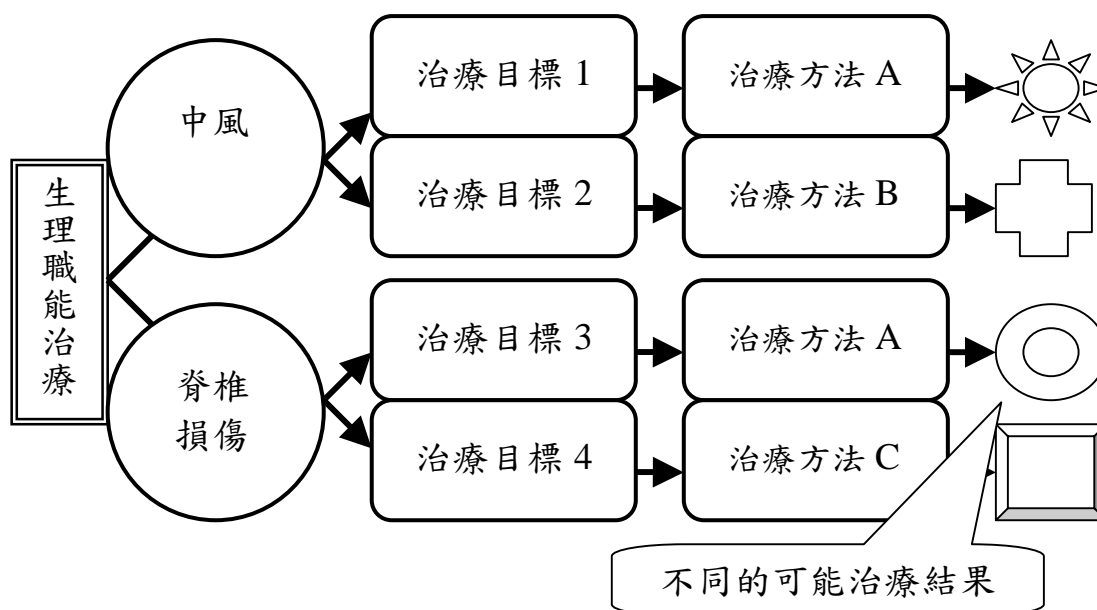 生理職能治療
中風
治療目標 1
治療方法 A
治療目標 2
治療方法 B
脊椎
損傷
治療目標 3
治療方法 A
治療目標 4
治療方法 C
不同的可能治療結果